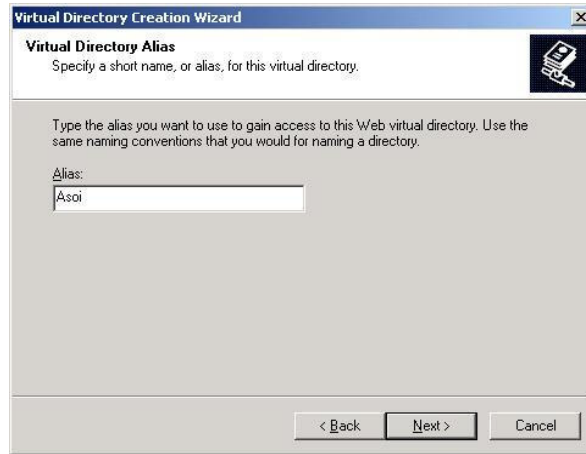 Virtual Directory Creation Wizard
Virtual Directory Alias
Specify a short name, or alias, for this virtual directory.
Type the alias you want to use to gain access to this Web virtual directory. Use the
same naming conventions that you would for naming a directory.
Alias:
Asoi
< Back Next > Cancel